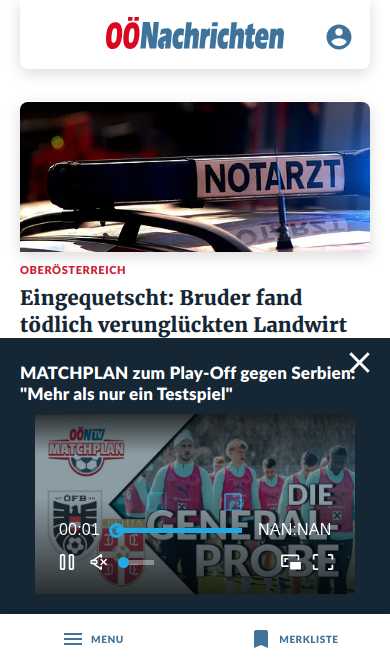 OÖNachrichten
NOTARZT
OBERÖSTERREICH
Eingequetscht: Bruder fand
tödlich verunglückten Landwirt
MATCHPLAN zum Play-Off gegen Serbien:
"Mehr als nur ein Testspiel"
OÖN TV
MATCHPLAN
ÖFB
DIE
GENERAL-
PROBE
00:01
NAN:NAN
MENU
MERKLISTE